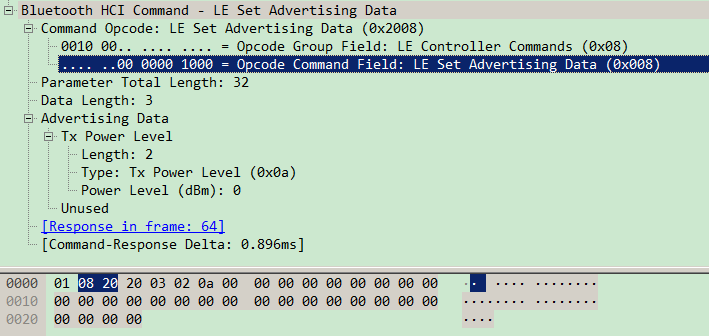 Bluetooth HCI Command - LE Set Advertising Data
Command Opcode: LE Set Advertising Data (0x2008)
0010 00.. .... .... = Opcode Group Field: LE Controller Commands (0x08)
.... ..00 0000 1000 = Opcode Command Field: LE Set Advertising Data (0x008)
Parameter Total Length: 32
Data Length: 3
Advertising Data
Tx Power Level
Length: 2
Type: Tx Power Level (0x0a)
Power Level (dBm): 0
Unused
[Response in frame: 64]
[Command-Response Delta: 0.896ms]
0000 01 08 20 20 03 02 0a 00 00 00 00 00 00 00 00 00 . . .... ........
0010 00 00 00 00 00 00 00 00 00 00 00 00 00 00 00 00 ........ ........
0020 00 00 00 00 ....